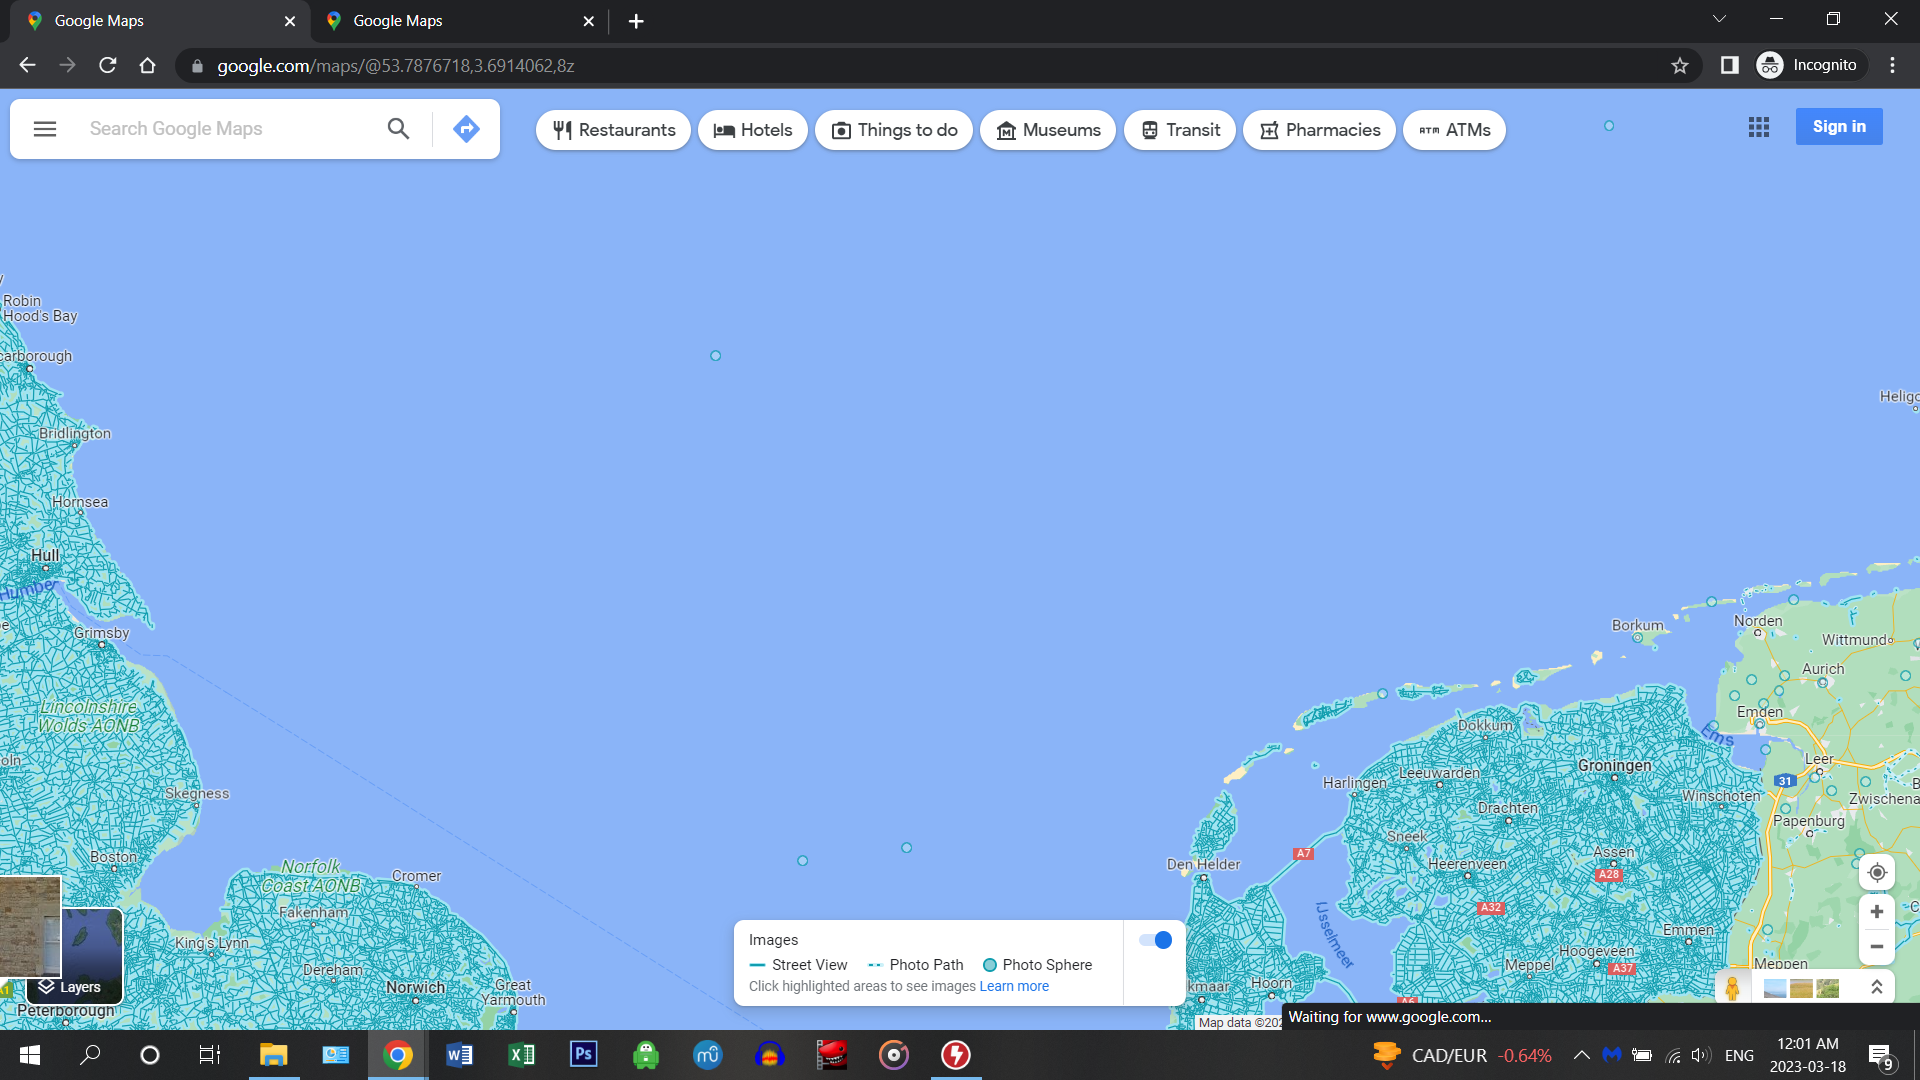 Google Maps
Google Maps
google.com/maps/@53.7876718,3.6914062,8z
Incognito
Search Google Maps
Restaurants
Hotels
Things to do
Museums
Transit
Pharmacies
ATM ATMs
Sign in
y
Robin
Hood's Bay
carborough
Heligo
Bridlington
Hornsea
Hull
Humber
Grimsby
Borkum
Norden
Wittmund
Aurich
Lincolnshire
Wolds AONB
Emden
Dokkum
Ems
oln
Leer
Groningen
Leeuwarden
Harlingen
31
Skegness
Winschoten
Zwischena
Drachten
Papenburg
Sneek
Boston
A7
Assen
Den Helder
Heerenveen
Norfolk
Coast AONB
Cromer
A28
A32
Fakenham
IJsselmeer
Emmen
King's Lynn
Hoogeveen
Meppel
A37
Meppen
Dereham
Hoorn
kmaar
Norwich
Great
Yarmouth
A1
Layers
Peterborough
A6
Images
Street View
Photo Path
Photo Sphere
Click highlighted areas to see images Learn more
Map data ©202
Waiting for www.google.com...
CAD/EUR -0.64%
ENG
12:01 AM
2023-03-18
9